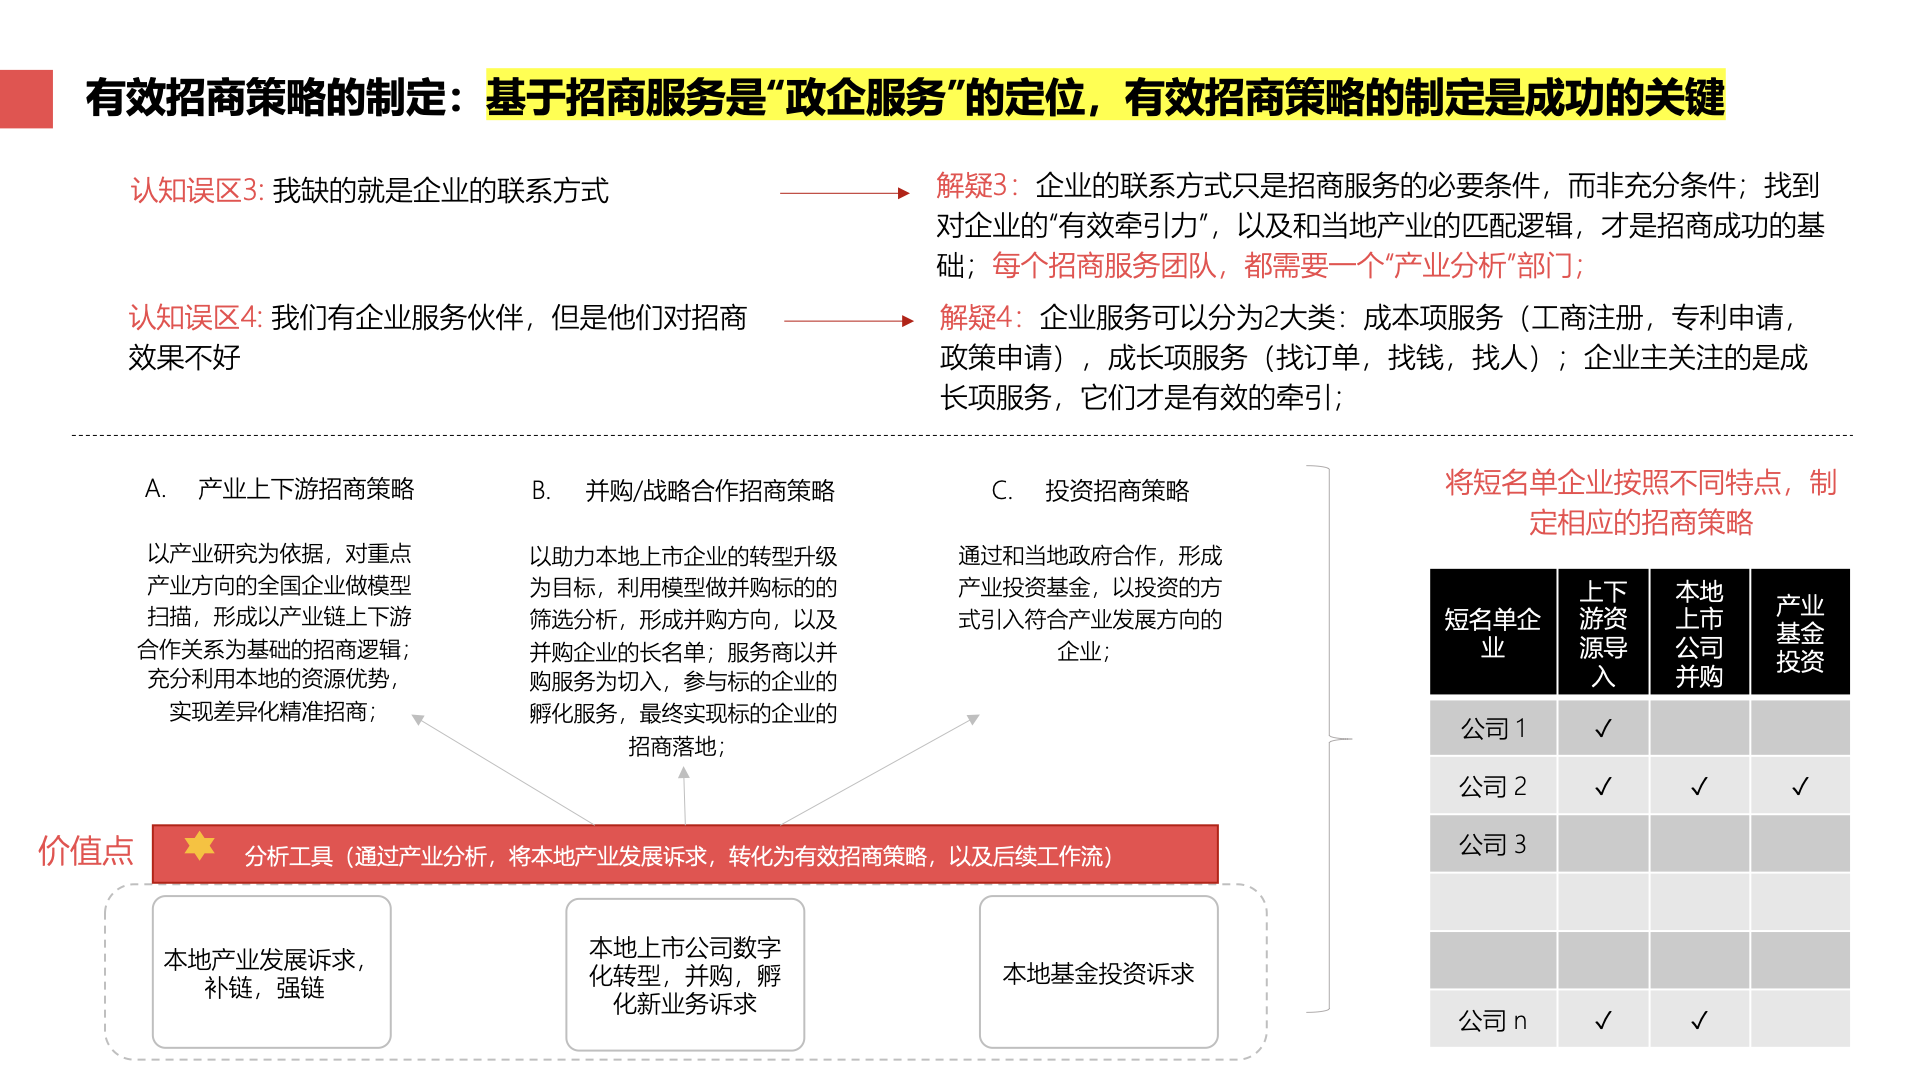 有效招商策略的制定：基于招商服务是“政企服务”的定位，有效招商策略的制定是成功的关键
认知误区3: 我缺的就是企业的联系方式
解疑3：企业的联系方式只是招商服务的必要条件，而非充分条件；找到
对企业的“有效牵引力”，以及和当地产业的匹配逻辑，才是招商成功的基
础；每个招商服务团队，都需要一个“产业分析”部门；
认知误区4: 我们有企业服务伙伴，但是他们对招商
效果不好
解疑4：企业服务可以分为2大类：成本项服务（工商注册，专利申请，
政策申请），成长项服务（找订单，找钱，找人）；企业主关注的是成
长项服务，它们才是有效的牵引；
A. 产业上下游招商策略
以产业研究为依据，对重点
产业方向的全国企业做模型
扫描，形成以产业链上下游
合作关系为基础的招商逻辑；
充分利用本地的资源优势，
实现差异化精准招商；
B. 并购/战略合作招商策略
以助力本地上市企业的转型升级
为目标，利用模型做并购标的的
筛选分析，形成并购方向，以及
并购企业的长名单；服务商以并
购服务为切入，参与标的企业的
孵化服务，最终实现标的企业的
招商落地；
C. 投资招商策略
通过和当地政府合作，形成
产业投资基金，以投资的方
式引入符合产业发展方向的
企业；
价值点
分析工具（通过产业分析，将本地产业发展诉求，转化为有效招商策略，以及后续工作流）
本地产业发展诉求，
补链，强链
本地上市公司数字
化转型，并购，孵
化新业务诉求
本地基金投资诉求
将短名单企业按照不同特点，制
定相应的招商策略
短名单企
业
上下
游资
源导
入
本地
上市
公司
并购
产业
基金
投资
公司 1 ✓
公司 2 ✓ ✓ ✓
公司 3
公司 n ✓ ✓